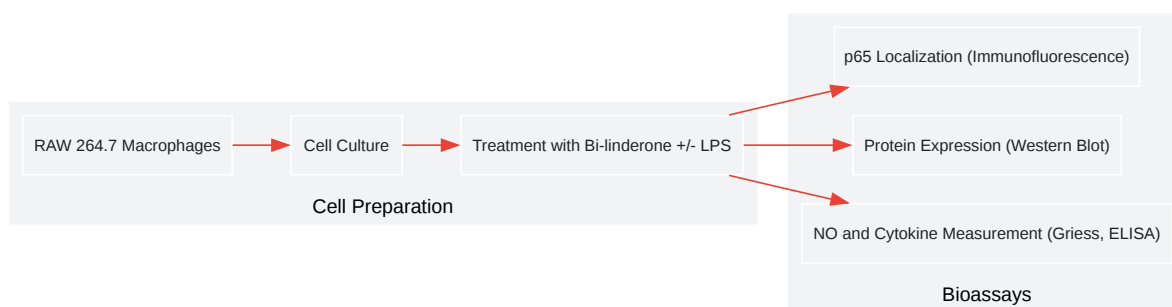 RAW 264.7 Macrophages
Cell Culture
Treatment with Bi-linderone +/- LPS
Cell Preparation
p65 Localization (Immunofluorescence)
Protein Expression (Western Blot)
NO and Cytokine Measurement (Griess, ELISA)
Bioassays